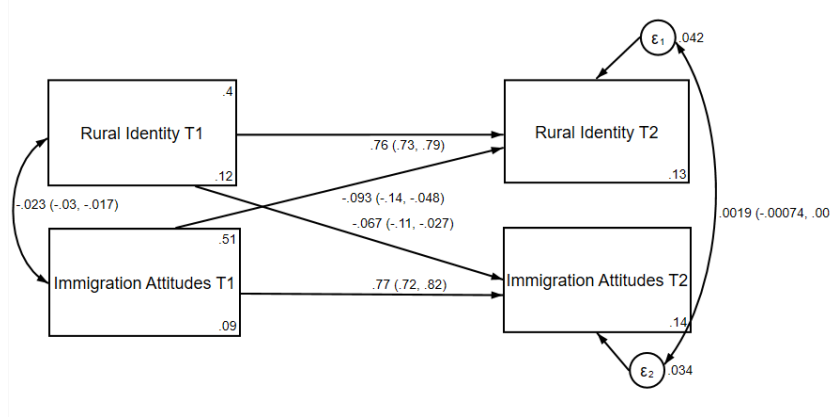 ε₁ .042
.4
Rural Identity T1
.12
Rural Identity T2
.13
.76 (.73, .79)
-.093 (-.14, -.048)
-.067 (-.11, -.027)
-.023 (-.03, -.017)
.0019 (-.00074, .00
.51
Immigration Attitudes T1
.09
Immigration Attitudes T2
.14
.77 (.72, .82)
ε₂ .034